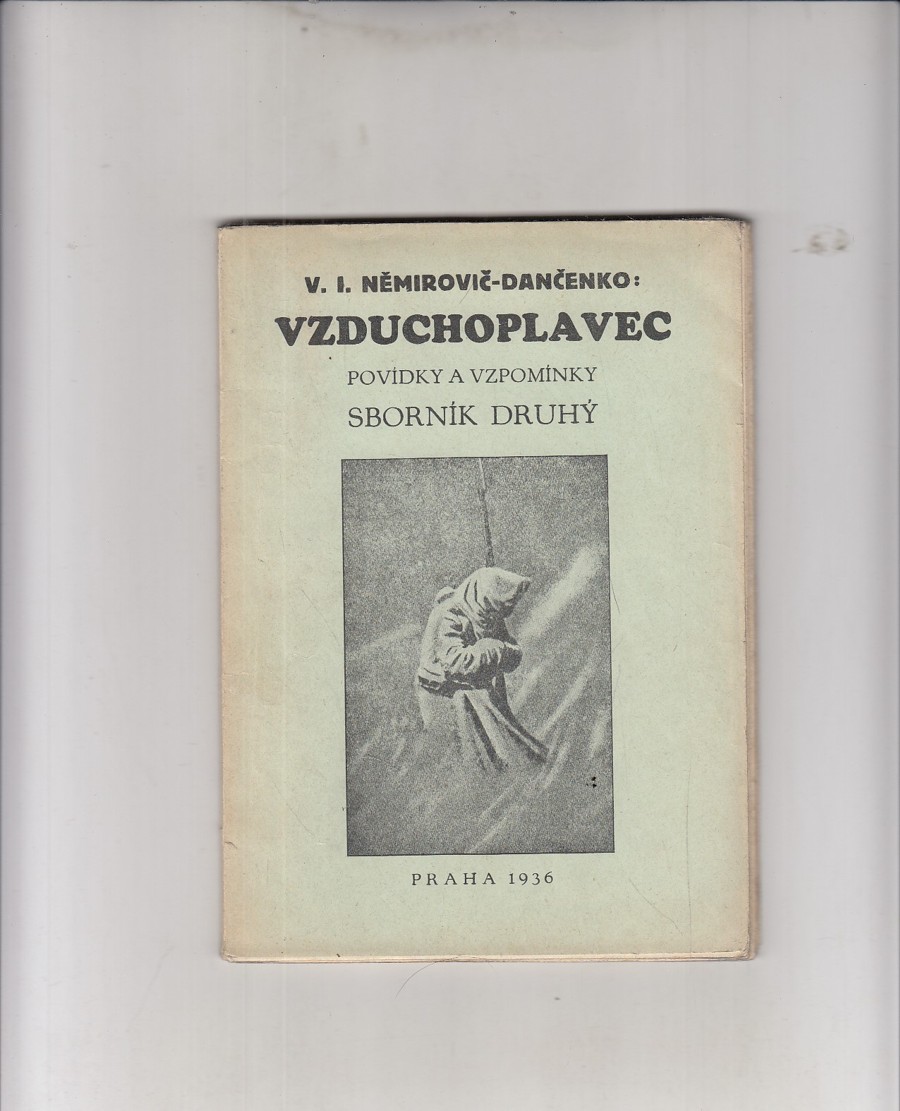 V. I. NĚMIROVIČ-DANČENKO:
VZDUCHOPLAVEC
POVÍDKY A VZPOMÍNKY
SBORNÍK DRUHÝ
PRAHA 1936